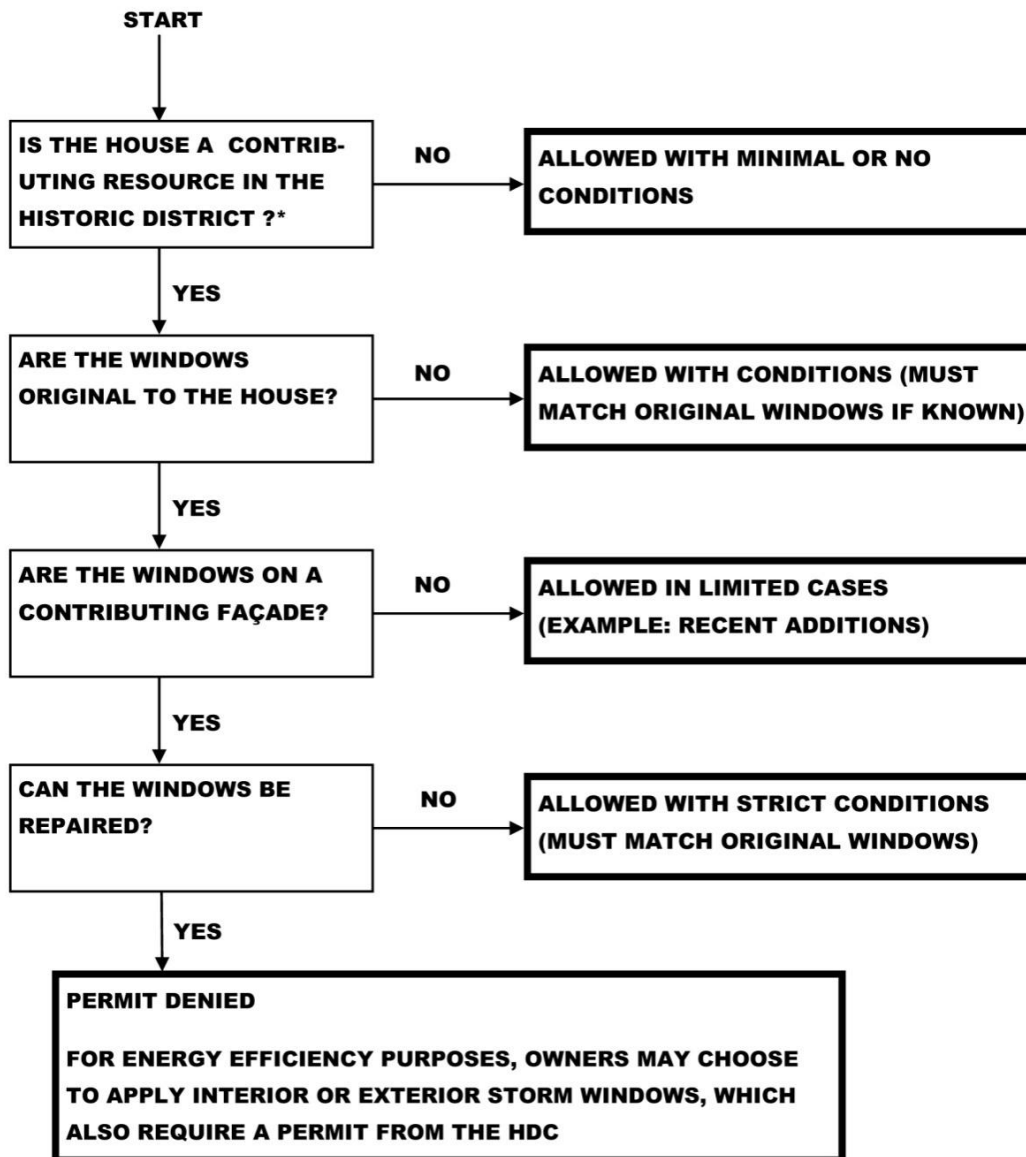 START
IS THE HOUSE A CONTRIB-
UTING RESOURCE IN THE
HISTORIC DISTRICT ?*
NO
ALLOWED WITH MINIMAL OR NO
CONDITIONS
YES
ARE THE WINDOWS
ORIGINAL TO THE HOUSE?
NO
ALLOWED WITH CONDITIONS (MUST
MATCH ORIGINAL WINDOWS IF KNOWN)
YES
ARE THE WINDOWS ON A
CONTRIBUTING FAÇADE?
NO
ALLOWED IN LIMITED CASES
(EXAMPLE: RECENT ADDITIONS)
YES
CAN THE WINDOWS BE
REPAIRED?
NO
ALLOWED WITH STRICT CONDITIONS
(MUST MATCH ORIGINAL WINDOWS)
YES
PERMIT DENIED
FOR ENERGY EFFICIENCY PURPOSES, OWNERS MAY CHOOSE
TO APPLY INTERIOR OR EXTERIOR STORM WINDOWS, WHICH
ALSO REQUIRE A PERMIT FROM THE HDC